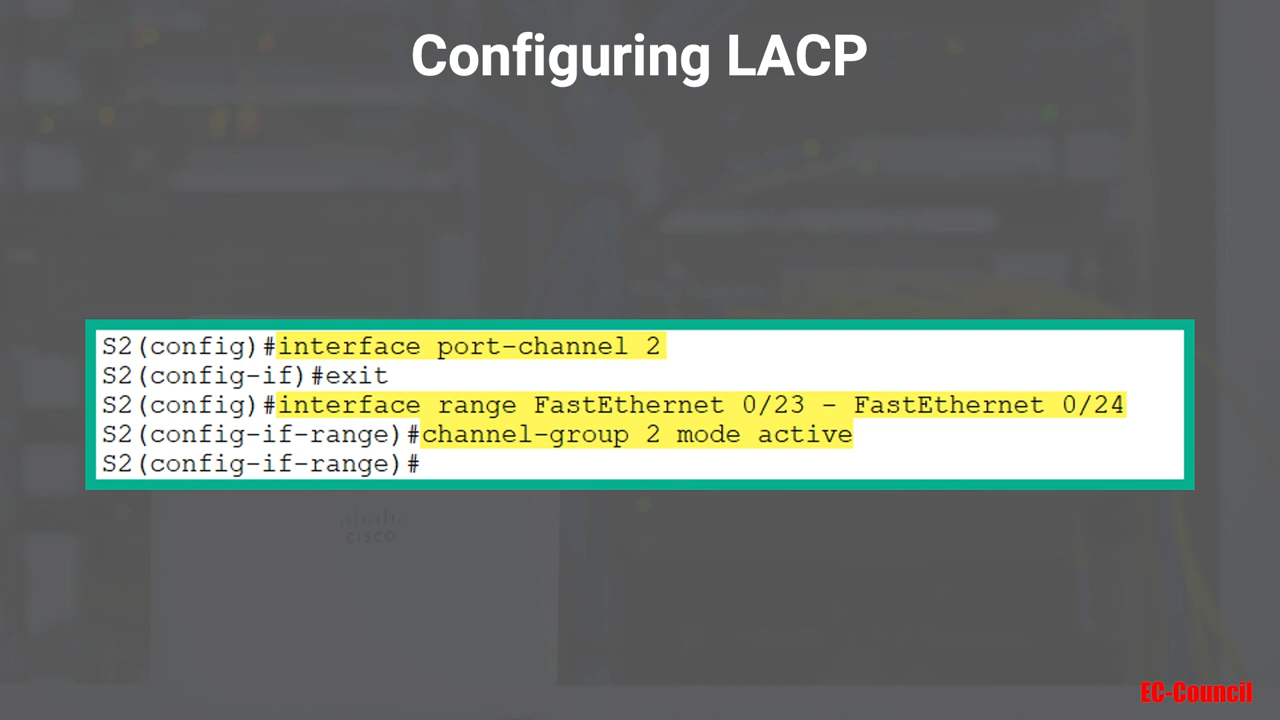 Configuring LACP
S2(config)#interface port-channel 2
S2(config-if)#exit
S2(config)#interface range FastEthernet 0/23 - FastEthernet 0/24
S2(config-if-range)#channel-group 2 mode active
S2(config-if-range)#
CISCO
EC-Council